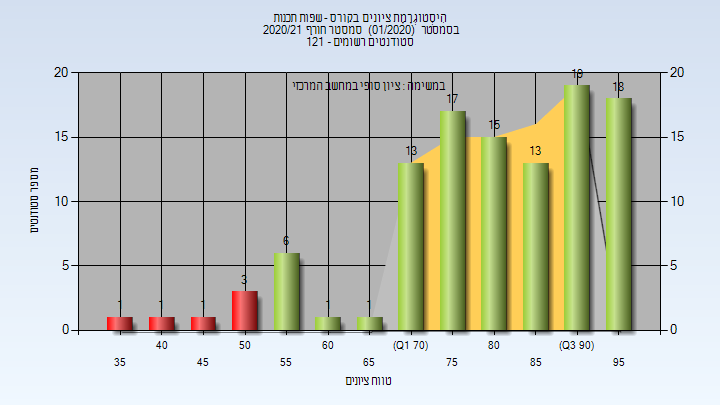 היסטוגרמת ציונים בקורס - שפות תכנות
בסמסטר (01/2020) סמסטר חורף 2020/21
סטודנטים רשומים - 121
במשימה : ציון סופי במחשב המרכזי
מספר סטודנטים
20 20
15 15
10 10
5 5
0 0
1 1 1 3 6 1 1 13 17 15 13 19 18
40 50 60 (Q1 70) 80 (Q3 90)
35 45 55 65 75 85 95
טווח ציונים